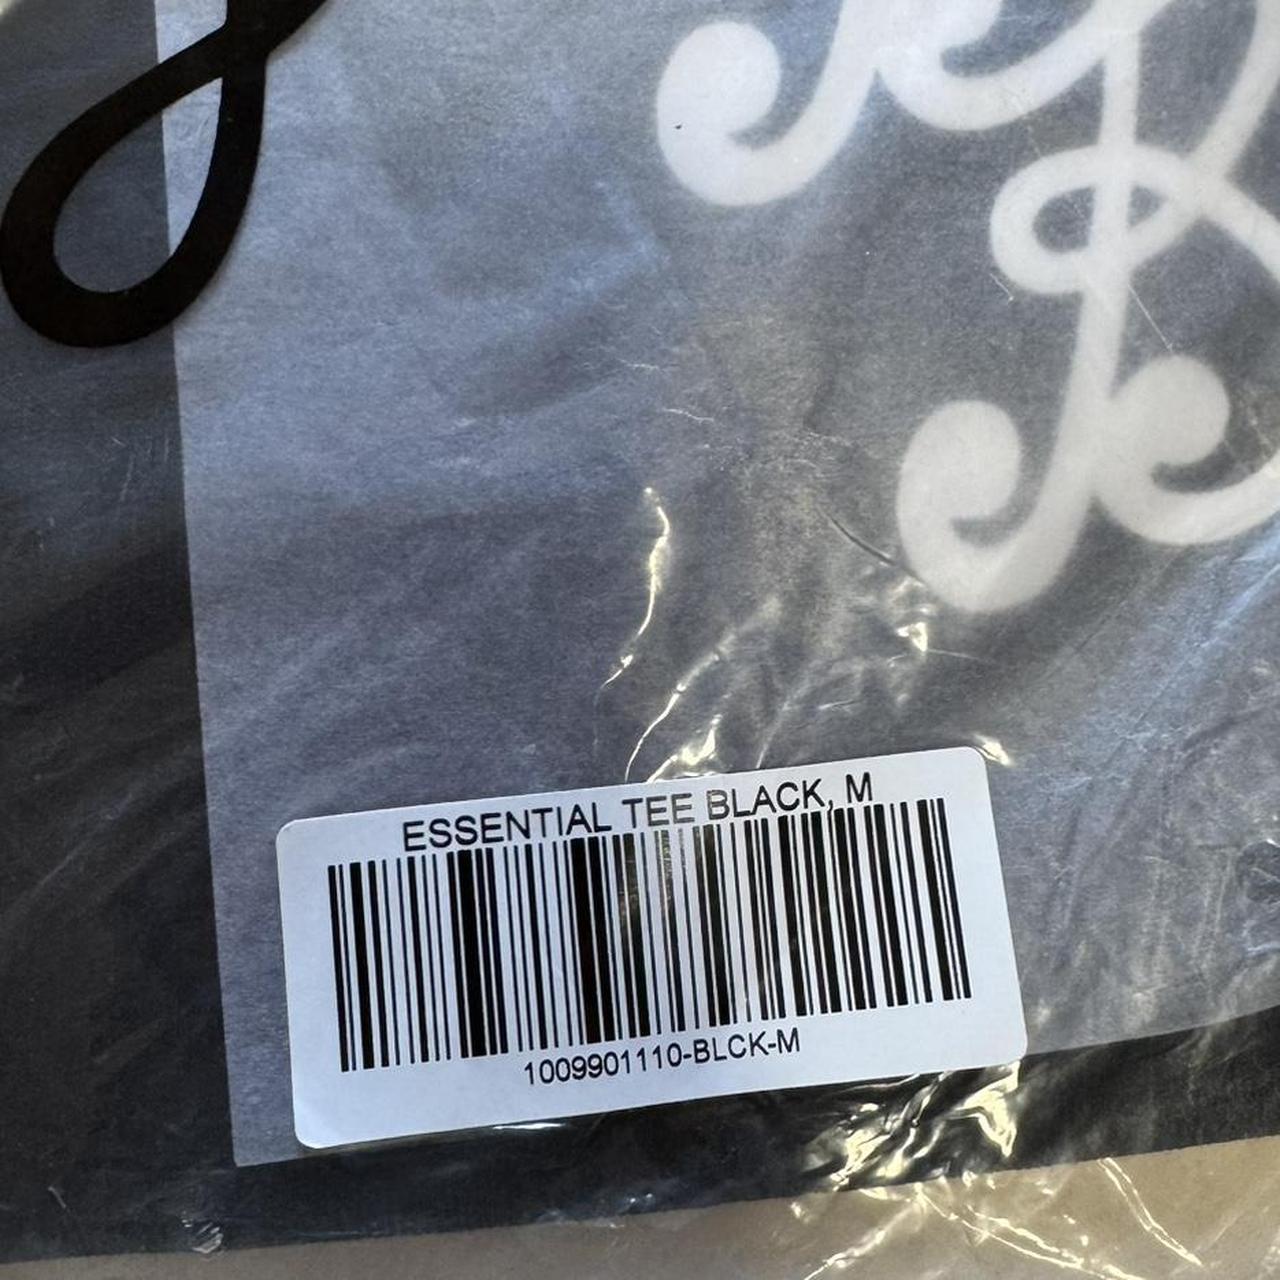 ESSENTIAL TEE BLACK, M
1009901110-BLCK-M